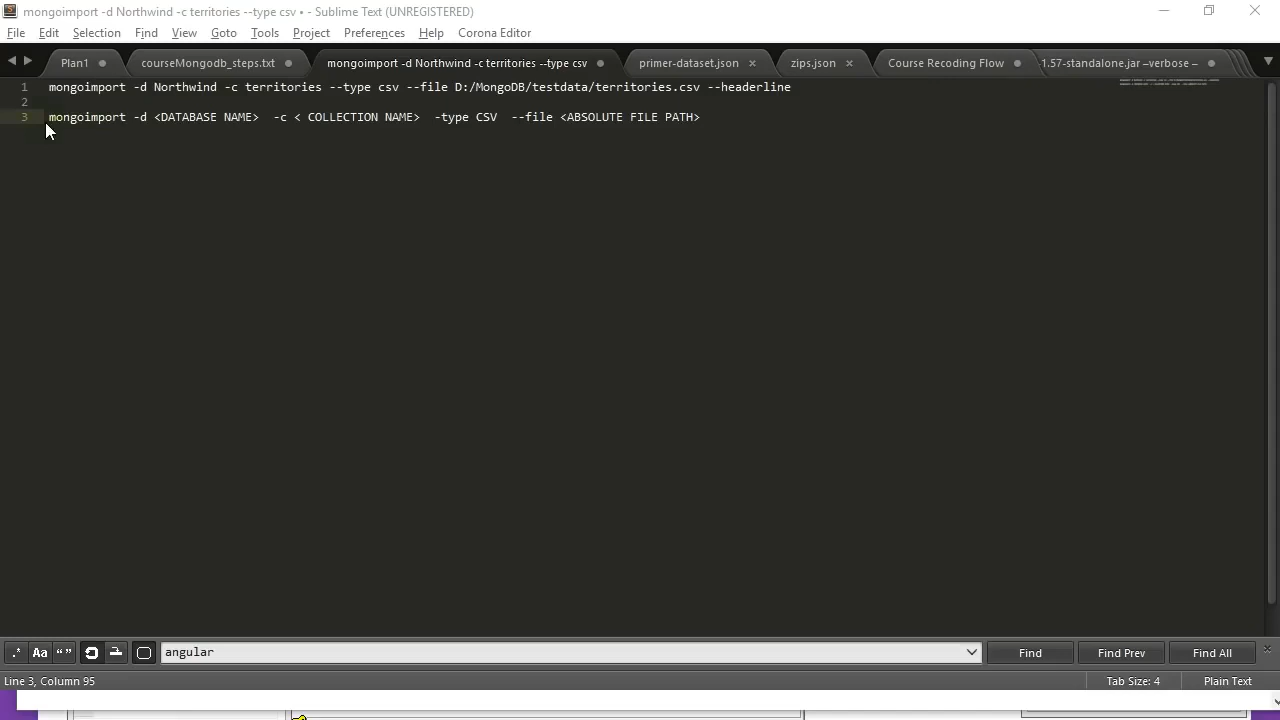 mongoimport -d Northwind -c territories --type csv • - Sublime Text (UNREGISTERED)
File Edit Selection Find View Goto Tools Project Preferences Help Corona Editor
Plan1 courseMongodb_steps.txt mongoimport -d Northwind -c territories --type csv primer-dataset.json zips.json Course Recoding Flow 1.57-standalone.jar –verbose –
1 mongoimport -d Northwind -c territories --type csv --file D:/MongoDB/testdata/territories.csv --headerline
2
3 mongoimport -d <DATABASE NAME>  -c < COLLECTION NAME>  -type CSV  --file <ABSOLUTE FILE PATH>
.* Aa “ ” angular Find Find Prev Find All
Line 3, Column 95 Tab Size: 4 Plain Text